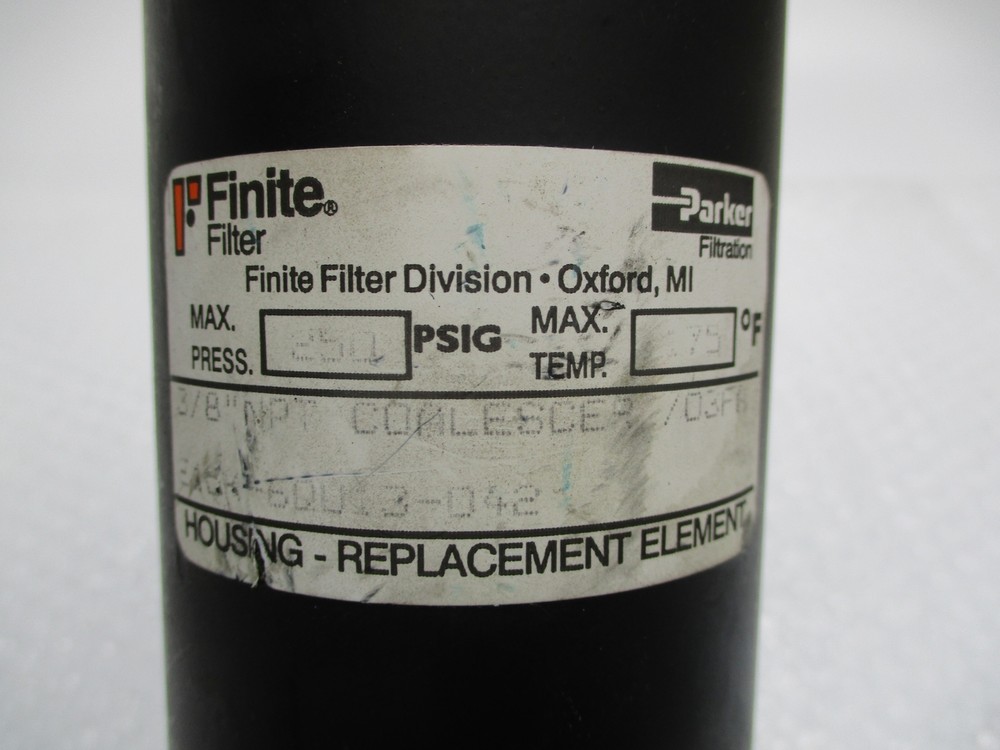 Finite®
Filter
Parker
Filtration
Finite Filter Division • Oxford, MI
MAX. PRESS. 250 PSIG MAX. TEMP. °F
3/8" NPT COALESCER
HOUSING - REPLACEMENT ELEMENT